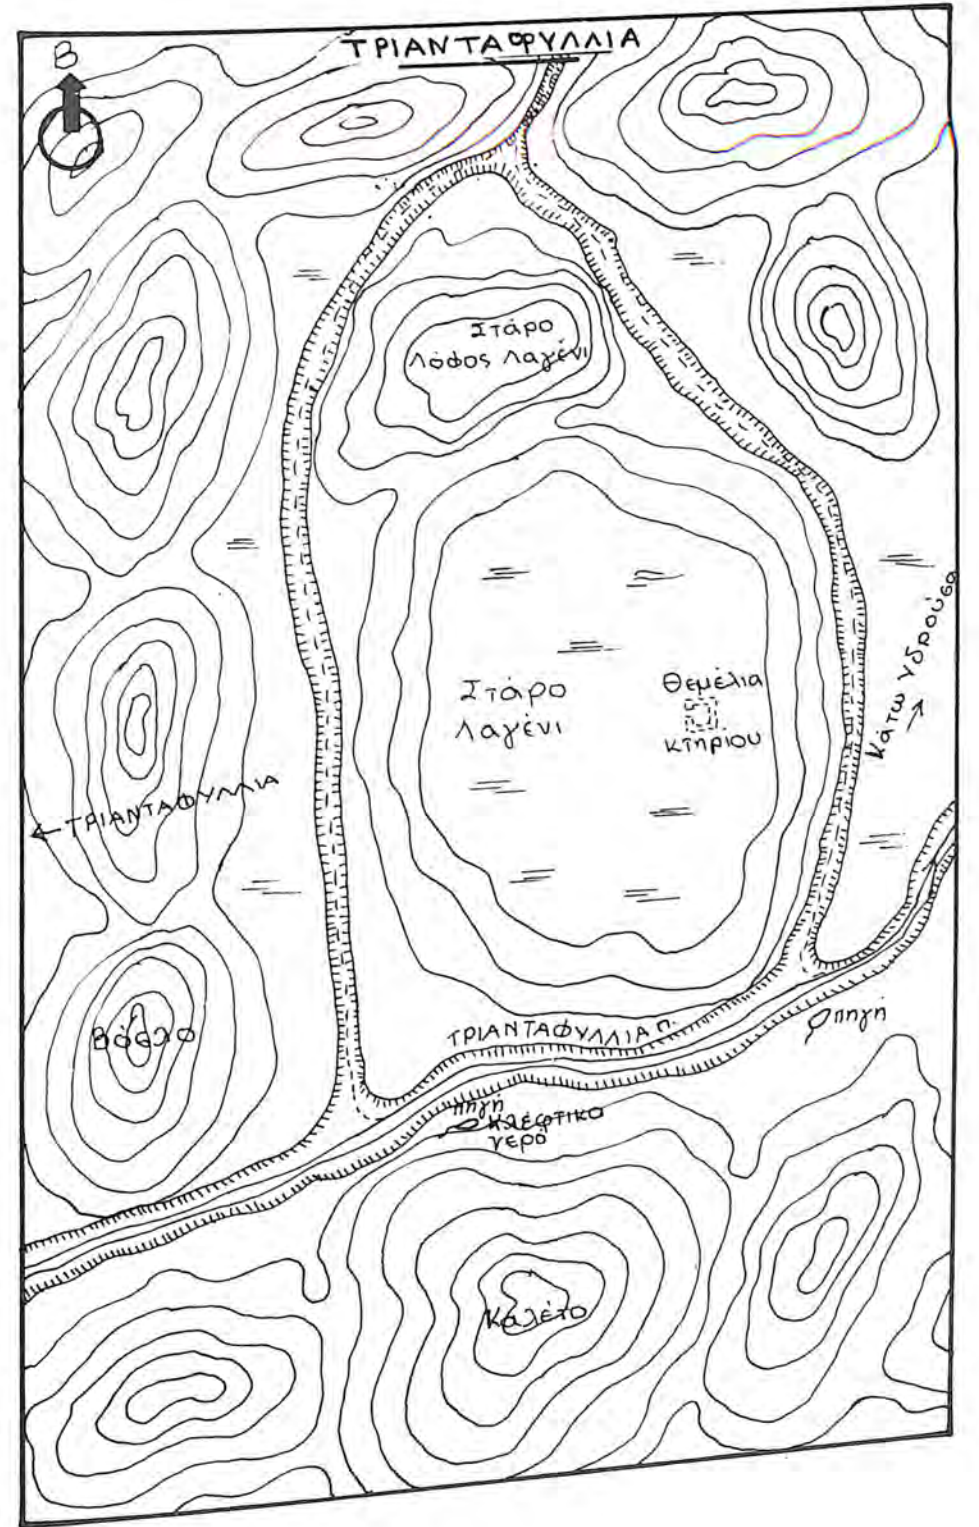 ΤΡΙΑΝΤΑΦΥΛΛΙΑ
Β
Στάρο
Λόφος Λαγένι
Στάρο
Λαγένι
Θεμέλια
κτηρίου
Κάτω Υδρούσα
←ΤΡΙΑΝΤΑΦΥΛΛΙΑ
ΤΡΙΑΝΤΑΦΥΛΛΙΑ π.
πηγή
πηγή
κλέφτικο
νερό
Καλέτο